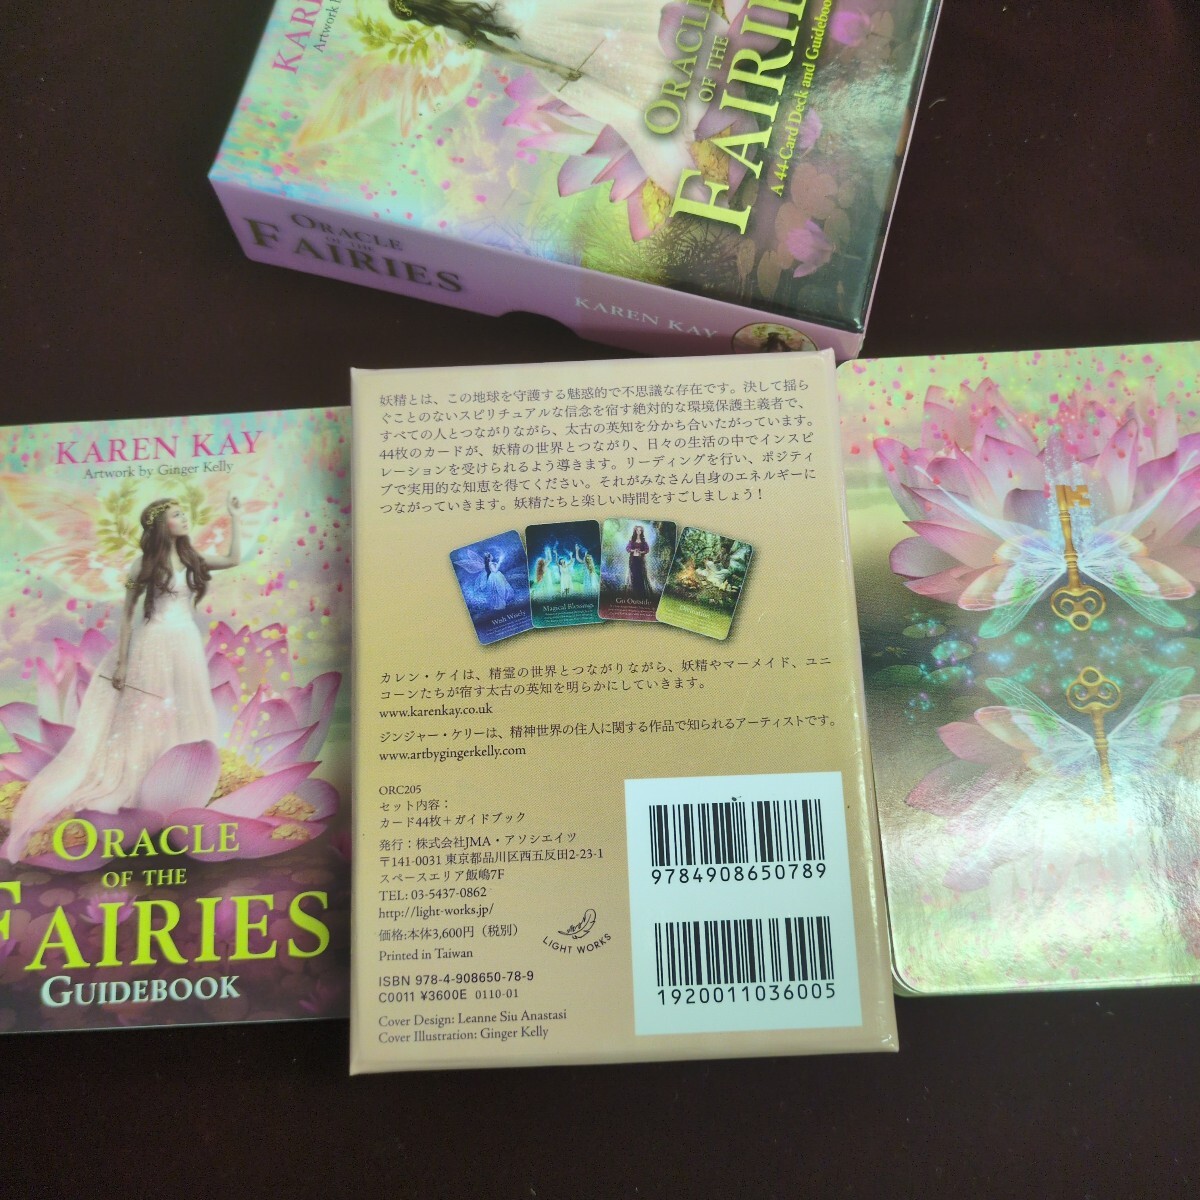 KAREN
Artwork
ORACLE
OF THE
FAIRIE
A 44-Card Deck and Guidebook
ORACLE
OF THE
FAIRIES
KAREN KAY
KAREN KAY
Artwork by Ginger Kelly
ORACLE
OF THE
FAIRIES
GUIDEBOOK
妖精とは、この地球を守護する魅惑的で不思議な存在です。決して揺ら
ぐことのないスピリチュアルな信念を宿す絶対的な環境保護主義者で、
すべての人とつながりながら、太古の英知を分かち合いたがっています。
44枚のカードが、妖精の世界とつながり、日々の生活の中でインスピ
レーションを受けられるよう導きます。リーディングを行い、ポジティ
ブで実用的な知恵を得てください。それがみなさん自身のエネルギーに
つながっていきます。妖精たちと楽しい時間をすごしましょう!
Wish Wisely
Magical Blessings
Go Outside
カレン・ケイは、精霊の世界とつながりながら、妖精やマーメイド、ユニ
コーンたちが宿す太古の英知を明らかにしていきます。
www.karenkay.co.uk
ジンジャー・ケリーは、精神世界の住人に関する作品で知られるアーティストです。
www.artbygingerkelly.com
ORC205
セット内容:
カード44枚+ガイドブック
発行:株式会社JMA・アソシエイツ
〒141-0031 東京都品川区西五反田2-23-1
スペースエリア飯嶋7F
TEL: 03-5437-0862
http://light-works.jp/
価格:本体3,600円(税別)
Printed in Taiwan
LIGHT WORKS
ISBN 978-4-908650-78-9
C0011 ¥3600E 0110-01
Cover Design: Leanne Siu Anastasi
Cover Illustration: Ginger Kelly
9784908650789
1920011036005